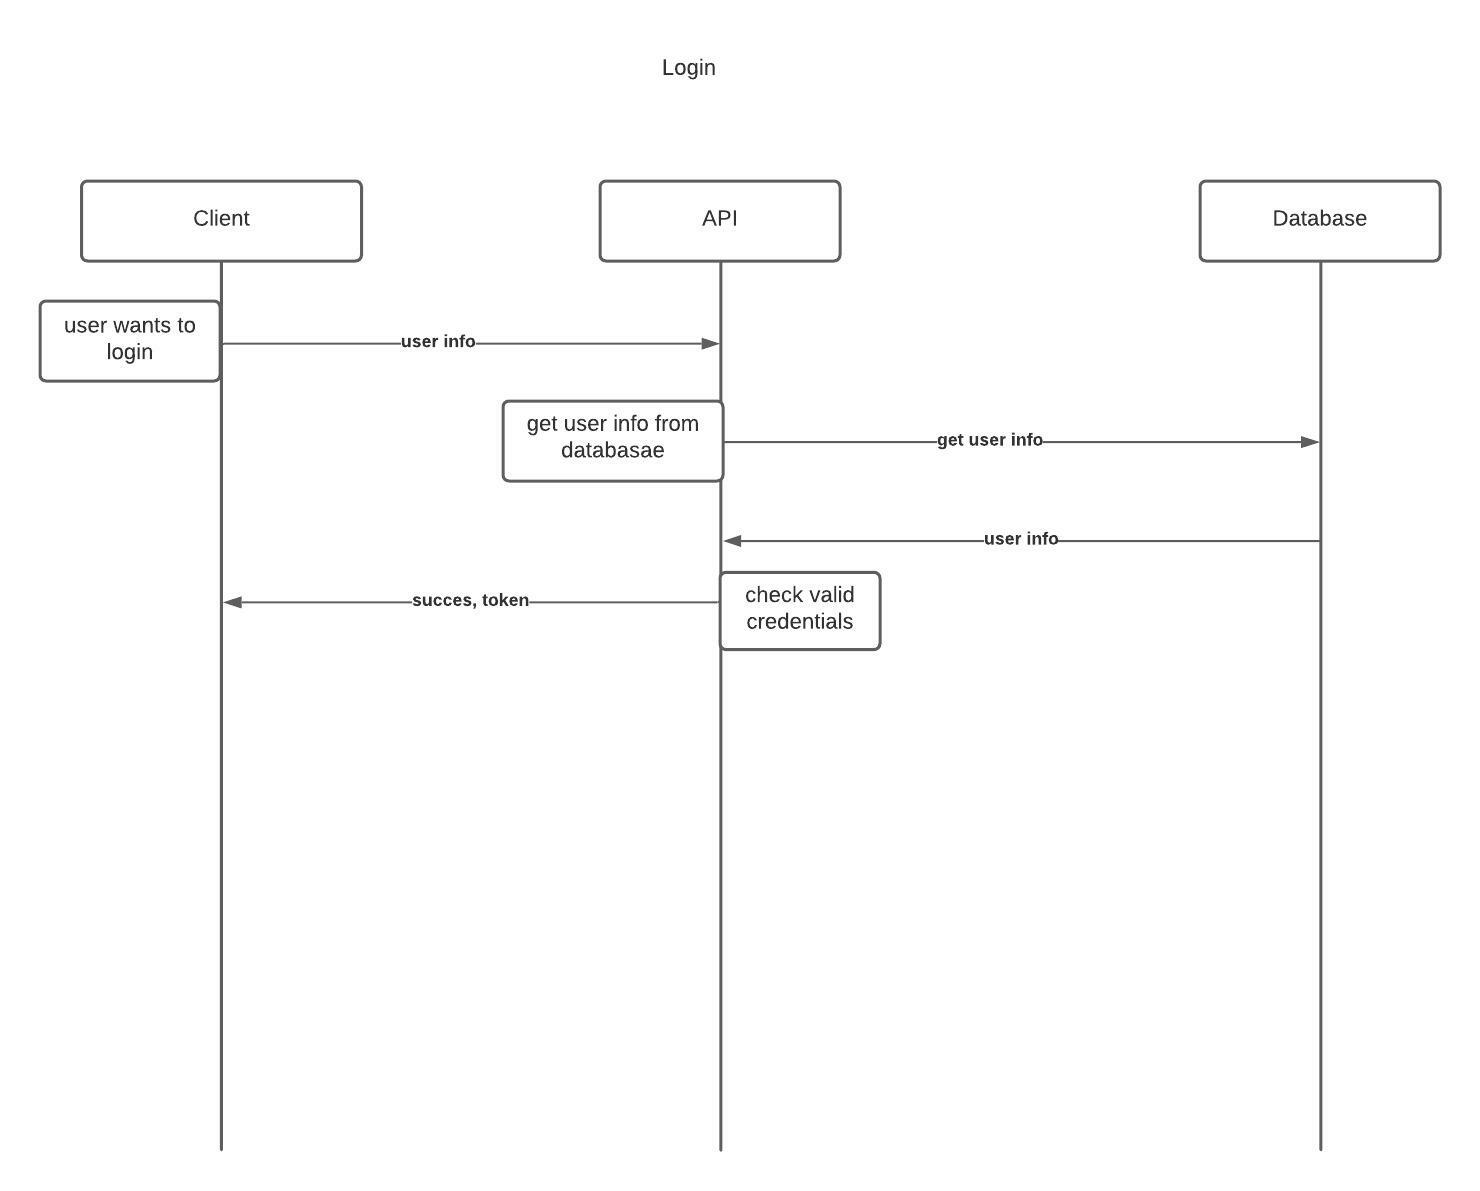 Login
Client
API
Database
user wants to
login
user info
get user info from
databasae
get user info
user info
succes, token
check valid
credentials